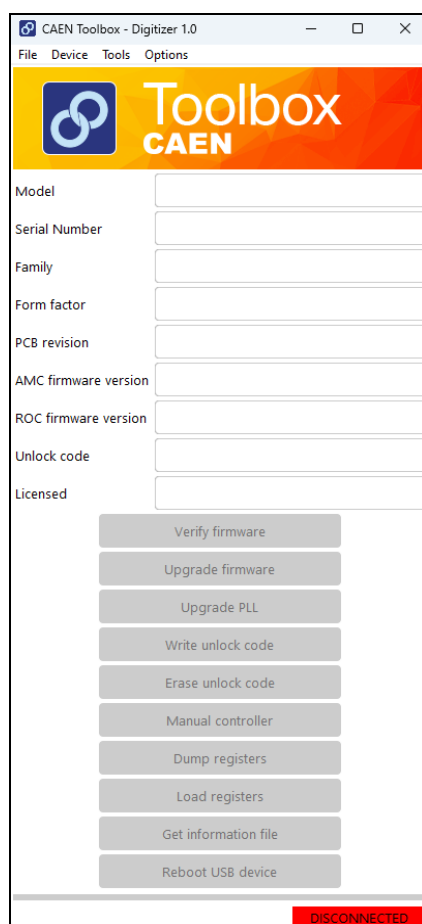 CAEN Toolbox - Digitizer 1.0
File Device Tools Options
Toolbox
CAEN
Model
Serial Number
Family
Form factor
PCB revision
AMC firmware version
ROC firmware version
Unlock code
Licensed
Verify firmware
Upgrade firmware
Upgrade PLL
Write unlock code
Erase unlock code
Manual controller
Dump registers
Load registers
Get information file
Reboot USB device
DISCONNECTED